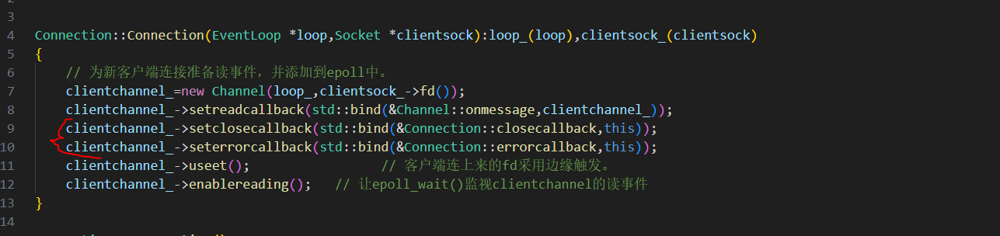 3
4 Connection::Connection(EventLoop *loop,Socket *clientsock):loop_(loop),clientsock_(clientsock)
5 {
6 // 为新客户端连接准备读事件，并添加到epoll中。
7 clientchannel_=new Channel(loop_,clientsock_->fd());
8 clientchannel_->setreadcallback(std::bind(&Channel::onmessage,clientchannel_));
9 clientchannel_->setclosecallback(std::bind(&Connection::closecallback,this));
10 clientchannel_->seterrorcallback(std::bind(&Connection::errorcallback,this));
11 clientchannel_->useet(); // 客户端连上来的fd采用边缘触发。
12 clientchannel_->enablereading(); // 让epoll_wait()监视clientchannel的读事件
13 }
14